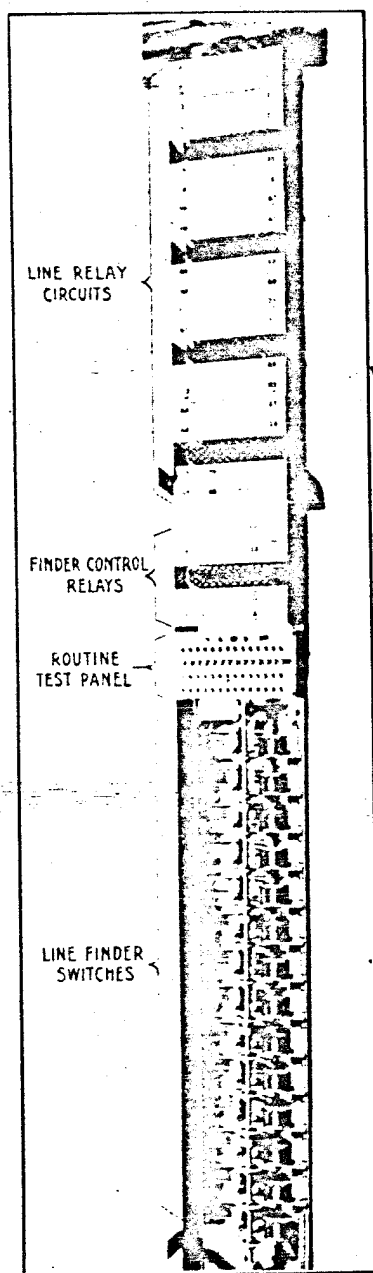 LINE RELAY
CIRCUITS
FINDER CONTROL
RELAYS
ROUTINE
TEST PANEL
LINE FINDER
SWITCHES